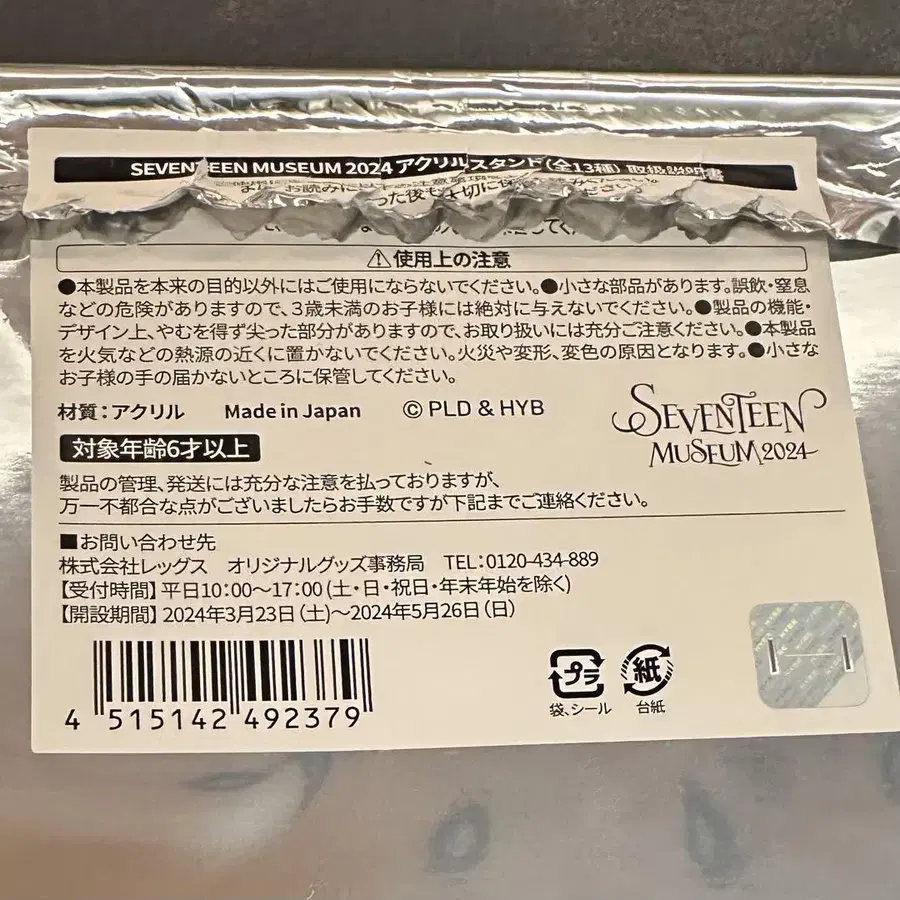 SEVENTEEN MUSEUM 2024 アクリルスタンド(全13種) 取扱説明書
⚠使用上の注意
●本製品を本来の目的以外にはご使用にならないでください。●小さな部品があります。誤飲・窒息
などの危険がありますので、3歳未満のお子様には絶対に与えないでください。●製品の機能・
デザイン上、やむを得ず尖った部分がありますので、お取り扱いには充分ご注意ください。●本製品
を火気などの熱源の近くに置かないでください。火災や変形、変色の原因となります。●小さな
お子様の手の届かないところに保管してください。
材質：アクリル Made in Japan © PLD & HYB
SEVENTEEN
MUSEUM 2024
対象年齢6才以上
製品の管理、発送には充分な注意を払っておりますが、
万一不都合な点がございましたらお手数ですが下記までご連絡ください。
■お問い合わせ先
株式会社レッグス オリジナルグッズ事務局 TEL：0120-434-889
【受付時間】平日10：00〜17：00(土・日・祝日・年末年始を除く)
【開設期間】2024年3月23日(土)〜2024年5月26日(日)
プラ
紙
袋、シール
台紙
4 515142 492379